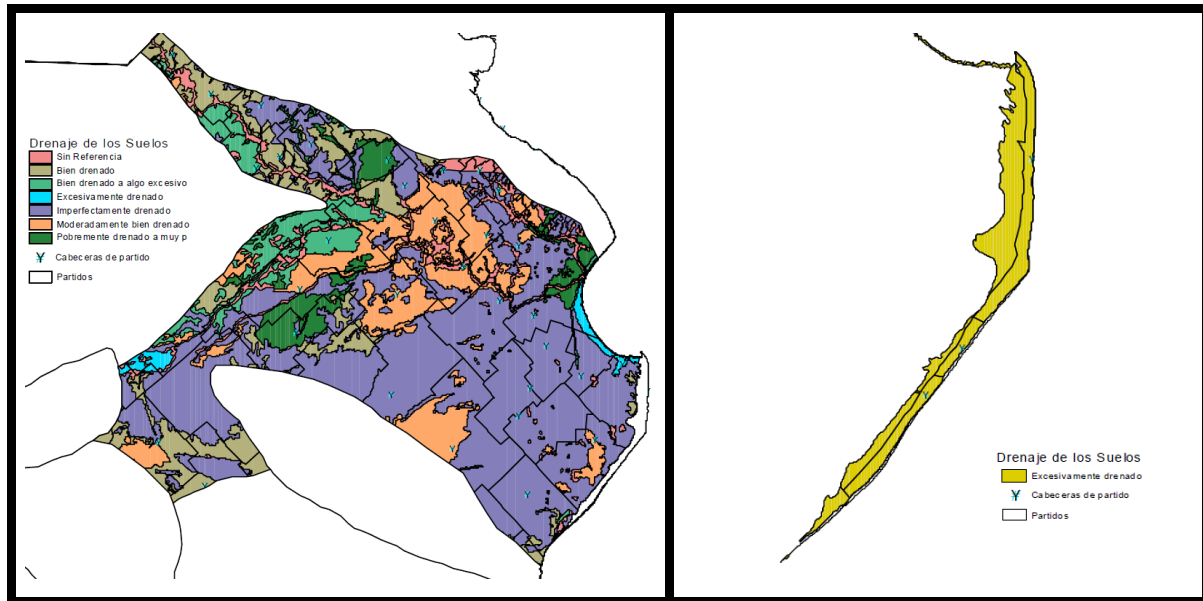 Drenaje de los Suelos
Sin Referencia
Bien drenado
Bien drenado a algo excesivo
Excesivamente drenado
Imperfectamente drenado
Moderadamente bien drenado
Pobremente drenado a muy p
Cabeceras de partido
Partidos
Drenaje de los Suelos
Excesivamente drenado
Cabeceras de partido
Partidos